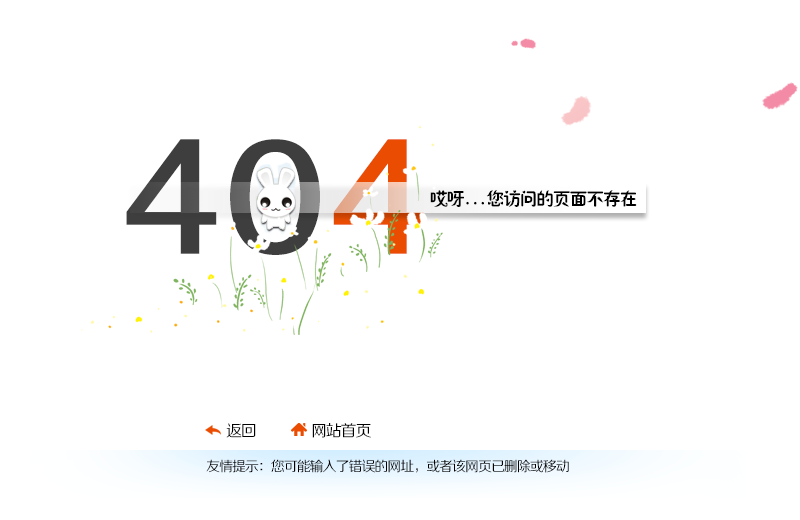 404
哎呀...您访问的页面不存在
返回 网站首页
友情提示：您可能输入了错误的网址，或者该网页已删除或移动